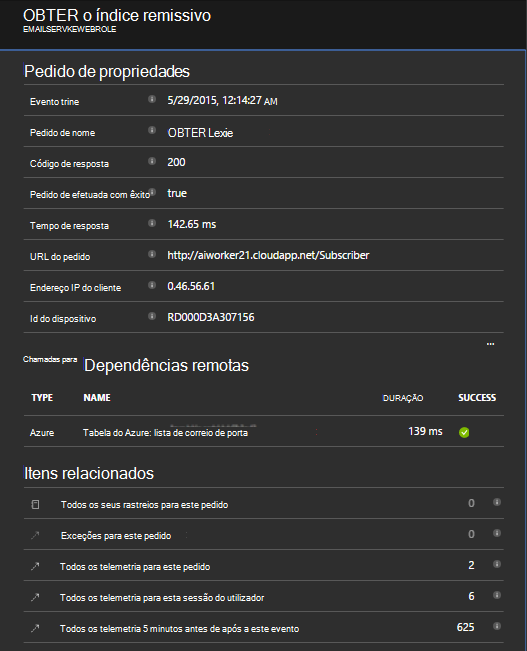 OBTER o índice remissivo
EMAILSERVKEWEBROLE
Pedido de propriedades
Evento trine 5/29/2015, 12:14:27 AM
Pedido de nome OBTER Lexie
Código de resposta 200
Pedido de efetuada com êxito true
Tempo de resposta 142.65 ms
URL do pedido http://aiworker21.cloudapp.net/Subscriber
Endereço IP do cliente 0.46.56.61
Id do dispositivo RD000D3A307156
...
Chamadas para Dependências remotas
TYPE NAME DURAÇÃO SUCCESS
Azure Tabela do Azure: lista de correio de porta 139 ms
Itens relacionados
Todos os seus rastreios para este pedido 0
Exceções para este pedido 0
Todos os telemetria para este pedido 2
Todos os telemetria para esta sessão do utilizador 6
Todos os telemetria 5 minutos antes de após a este evento 625